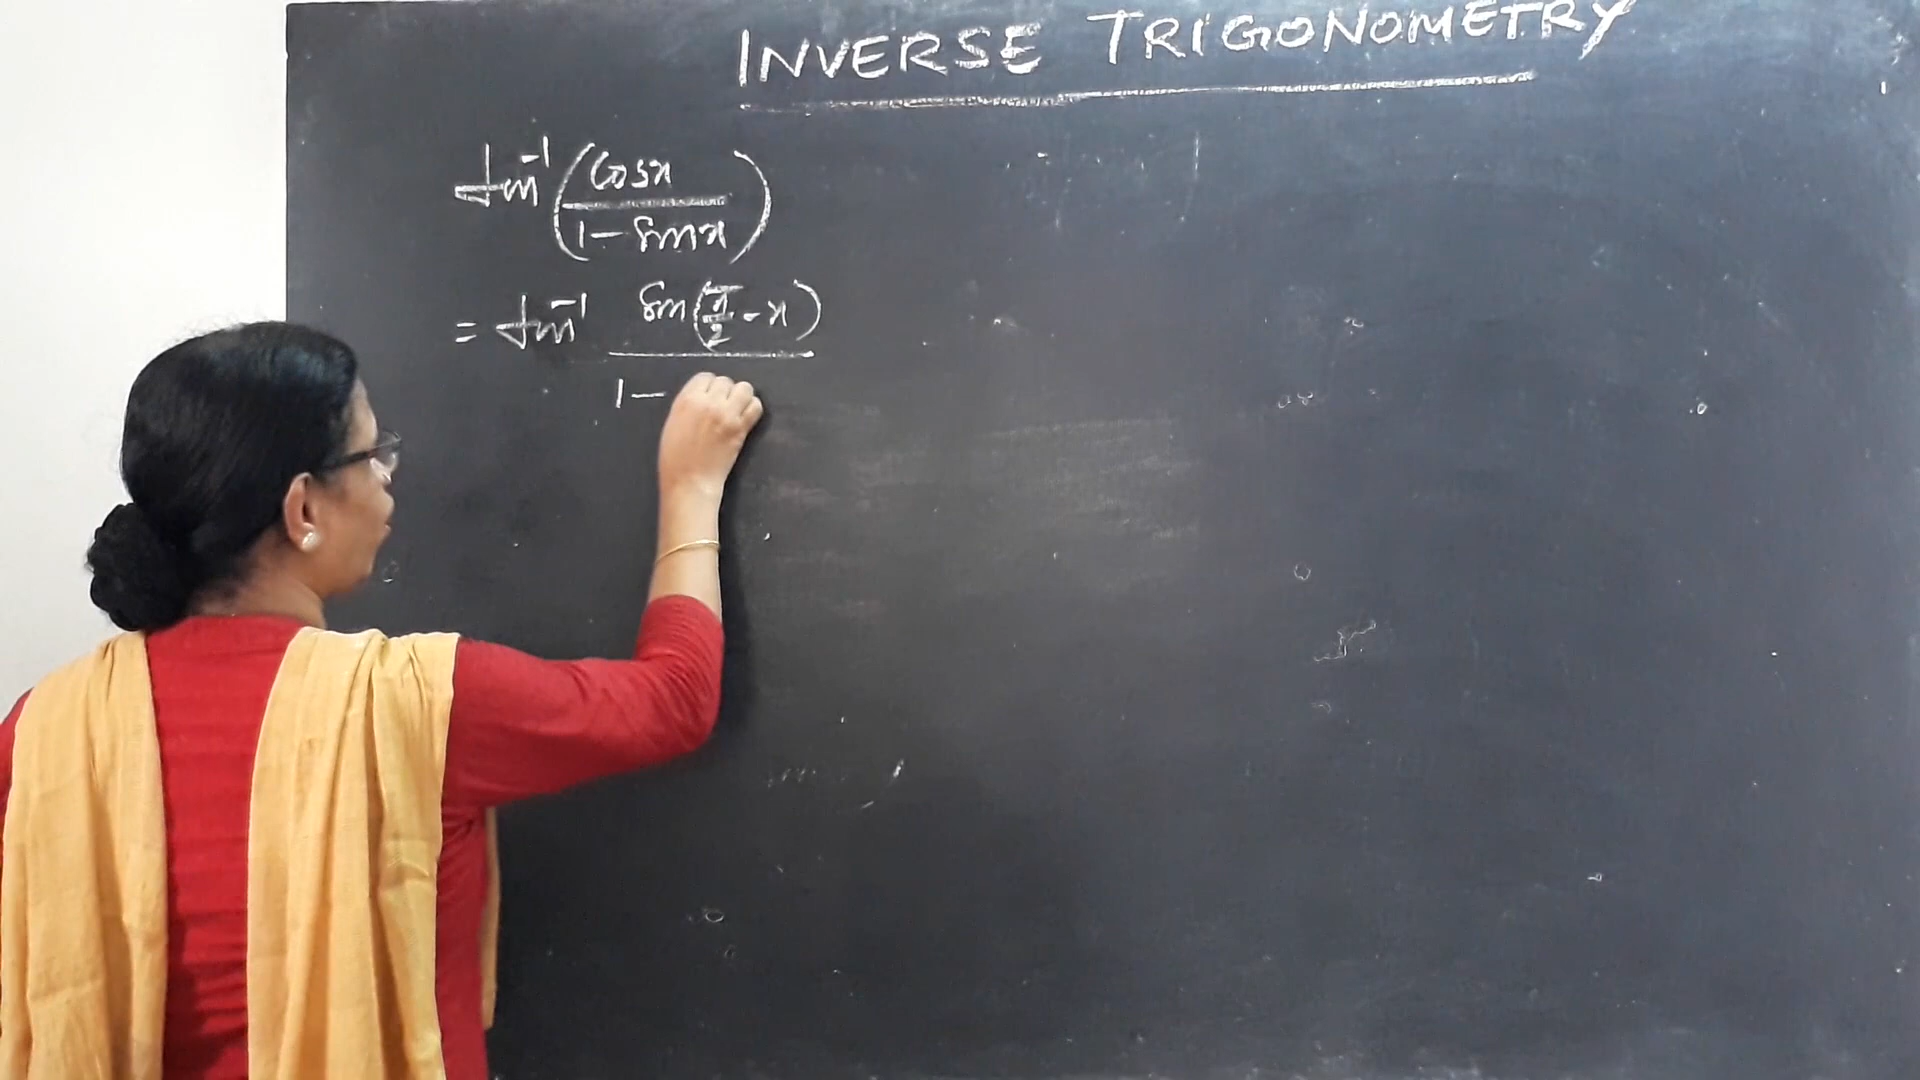 INVERSE TRIGONOMETRY
tan⁻¹(cosx / 1 - sinx)
= tan⁻¹ sin(π/2 - x) / 1 -